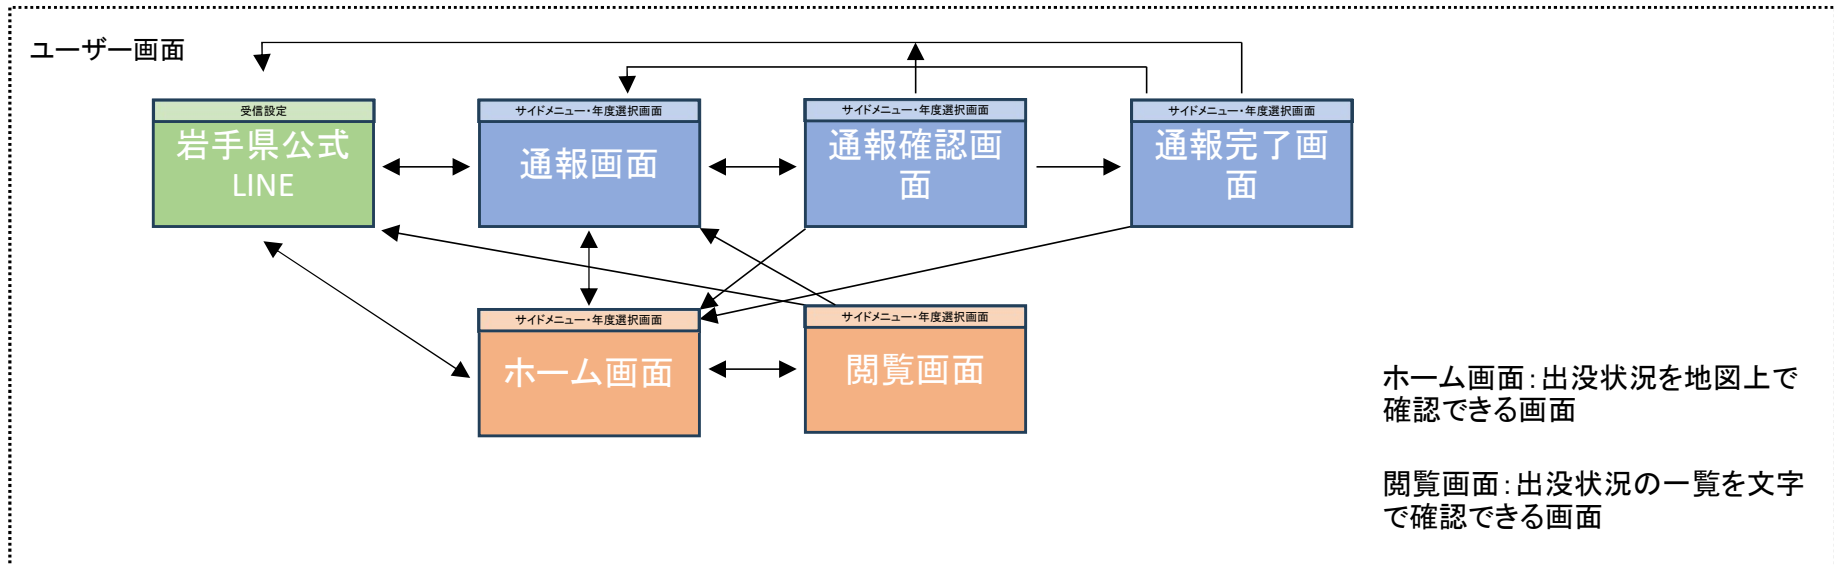 ユーザー画面
受信設定
岩手県公式
LINE
サイドメニュー・年度選択画面
通報画面
サイドメニュー・年度選択画面
通報確認画
面
サイドメニュー・年度選択画面
通報完了画
面
サイドメニュー・年度選択画面
ホーム画面
サイドメニュー・年度選択画面
閲覧画面
ホーム画面：出没状況を地図上で
確認できる画面
閲覧画面：出没状況の一覧を文字
で確認できる画面